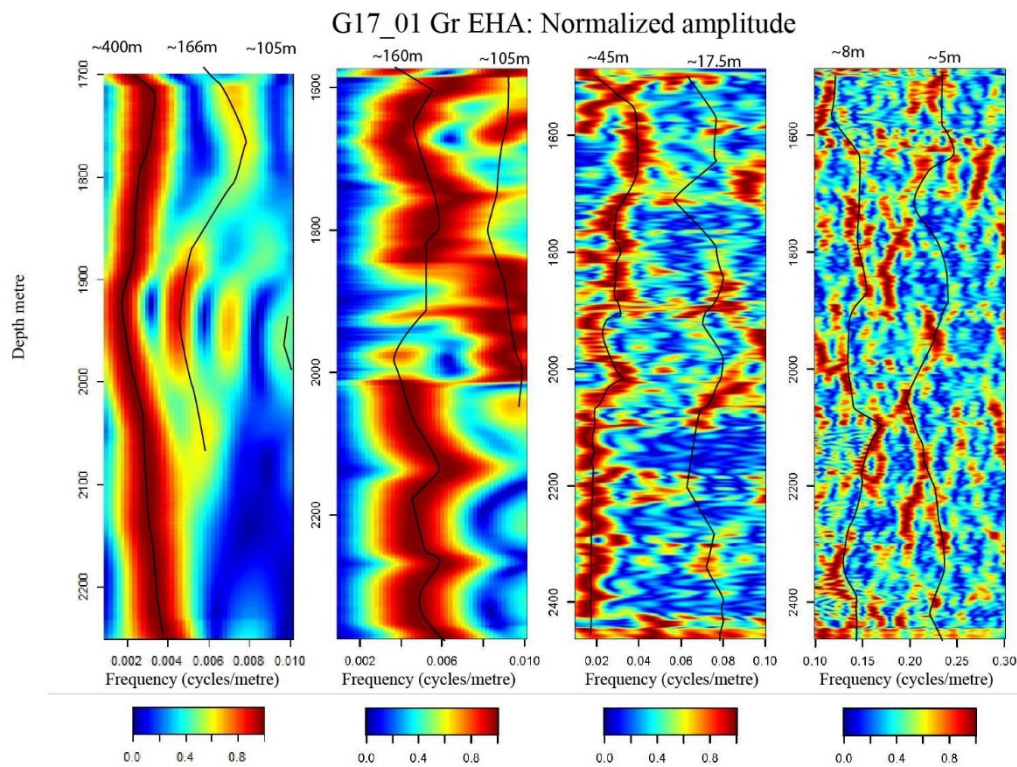 G17_01 Gr EHA: Normalized amplitude
~400m ~166m ~105m
~160m ~105m
~45m ~17.5m
~8m ~5m
Depth metre
1700
1800
1900
2000
2100
2200
0.002 0.004 0.006 0.008 0.010
Frequency (cycles/metre)
0.0 0.4 0.8
1600
1800
2000
2200
0.002 0.006 0.010
Frequency (cycles/metre)
0.0 0.4 0.8
1600
1800
2000
2200
2400
0.02 0.04 0.06 0.08 0.10
Frequency (cycles/metre)
0.0 0.4 0.8
1600
1800
2000
2200
2400
0.10 0.15 0.20 0.25 0.30
Frequency (cycles/metre)
0.0 0.4 0.8